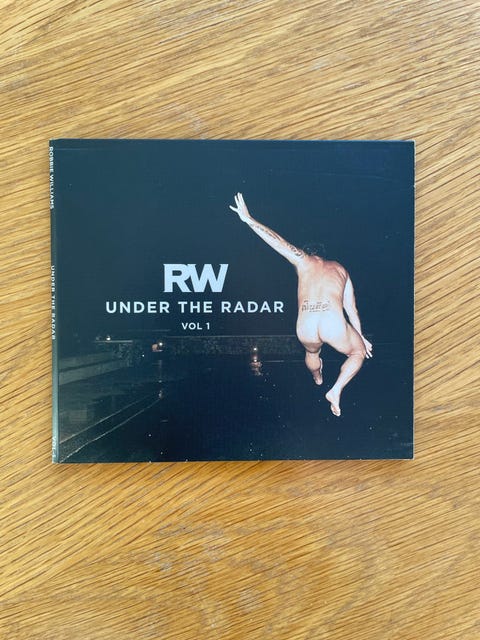 ROBBIE WILLIAMS
UNDER THE RADAR
RW
UNDER THE RADAR
VOL 1